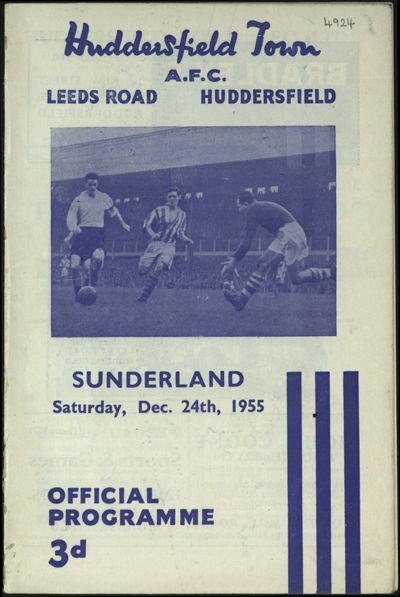 4924
Huddersfield Town
A.F.C.
LEEDS ROAD HUDDERSFIELD
SUNDERLAND
Saturday, Dec. 24th, 1955
OFFICIAL
PROGRAMME
3d